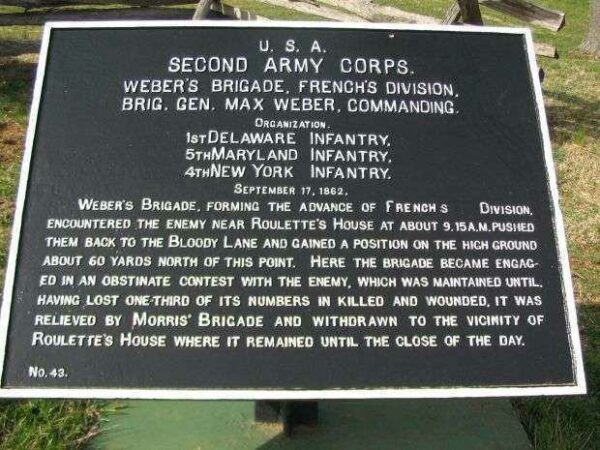 U. S. A.
SECOND ARMY CORPS.
WEBER'S BRIGADE, FRENCH'S DIVISION,
BRIG. GEN. MAX WEBER, COMMANDING.
ORGANIZATION.
1ST DELAWARE INFANTRY,
5TH MARYLAND INFANTRY,
4TH NEW YORK INFANTRY.
SEPTEMBER 17, 1862.
WEBER'S BRIGADE, FORMING THE ADVANCE OF FRENCH S DIVISION,
ENCOUNTERED THE ENEMY NEAR ROULETTE'S HOUSE AT ABOUT 9.15 A.M. PUSHED
THEM BACK TO THE BLOODY LANE AND GAINED A POSITION ON THE HIGH GROUND
ABOUT 60 YARDS NORTH OF THIS POINT. HERE THE BRIGADE BECAME ENGAG-
ED IN AN OBSTINATE CONTEST WITH THE ENEMY, WHICH WAS MAINTAINED UNTIL,
HAVING LOST ONE-THIRD OF ITS NUMBERS IN KILLED AND WOUNDED, IT WAS
RELIEVED BY MORRIS' BRIGADE AND WITHDRAWN TO THE VICINITY OF
ROULETTE'S HOUSE WHERE IT REMAINED UNTIL THE CLOSE OF THE DAY.
NO. 43.